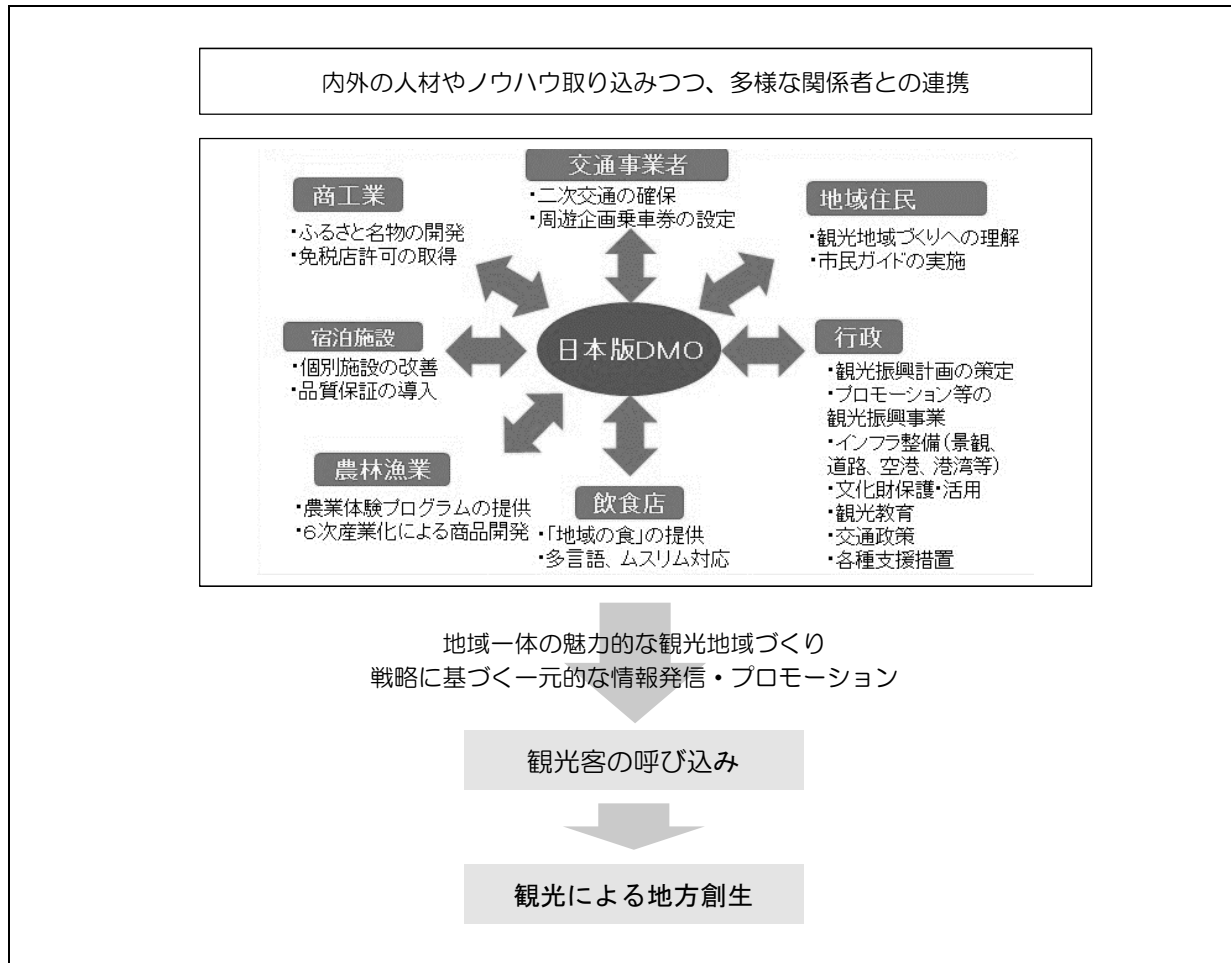 内外の人材やノウハウ取り込みつつ、多様な関係者との連携
交通事業者
・二次交通の確保
・周遊企画乗車券の設定
商工業
・ふるさと名物の開発
・免税店許可の取得
地域住民
・観光地域づくりへの理解
・市民ガイドの実施
宿泊施設
・個別施設の改善
・品質保証の導入
日本版DMO
行政
・観光振興計画の策定
・プロモーション等の
観光振興事業
・インフラ整備(景観、
道路、空港、港湾等)
・文化財保護・活用
・観光教育
・交通政策
・各種支援措置
農林漁業
・農業体験プログラムの提供
・6次産業化による商品開発
飲食店
・「地域の食」の提供
・多言語、ムスリム対応
地域一体の魅力的な観光地域づくり
戦略に基づく一元的な情報発信・プロモーション
観光客の呼び込み
観光による地方創生